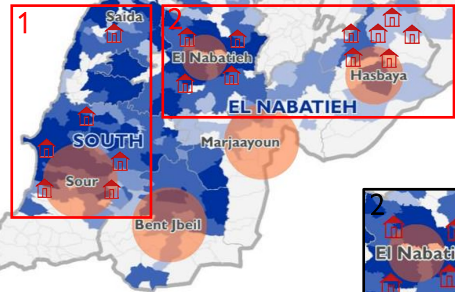 1
Saida
2
El Nabatieh
Hasbaya
EL NABATIEH
SOUTH
Marjaayoun
Sour
Bent Jbeil
2
El Nabati